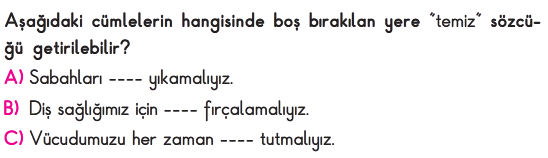 Aşağıdaki cümlelerin hangisinde boş bırakılan yere "temiz" sözcü-
ğü getirilebilir?
A) Sabahları ---- yıkamalıyız.
B) Diş sağlığımız için ---- fırçalamalıyız.
C) Vücudumuzu her zaman ---- tutmalıyız.